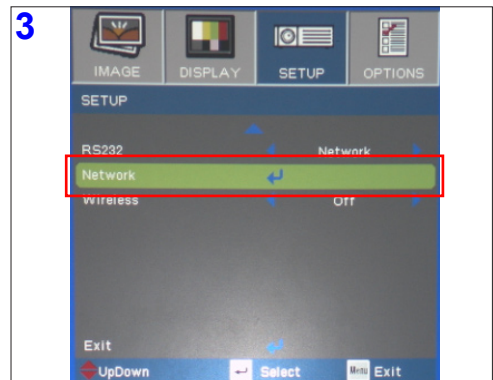 3
IMAGE DISPLAY SETUP OPTIONS
SETUP
RS232 Network
Network
Wireless Off
Exit
UpDown Select Menu Exit